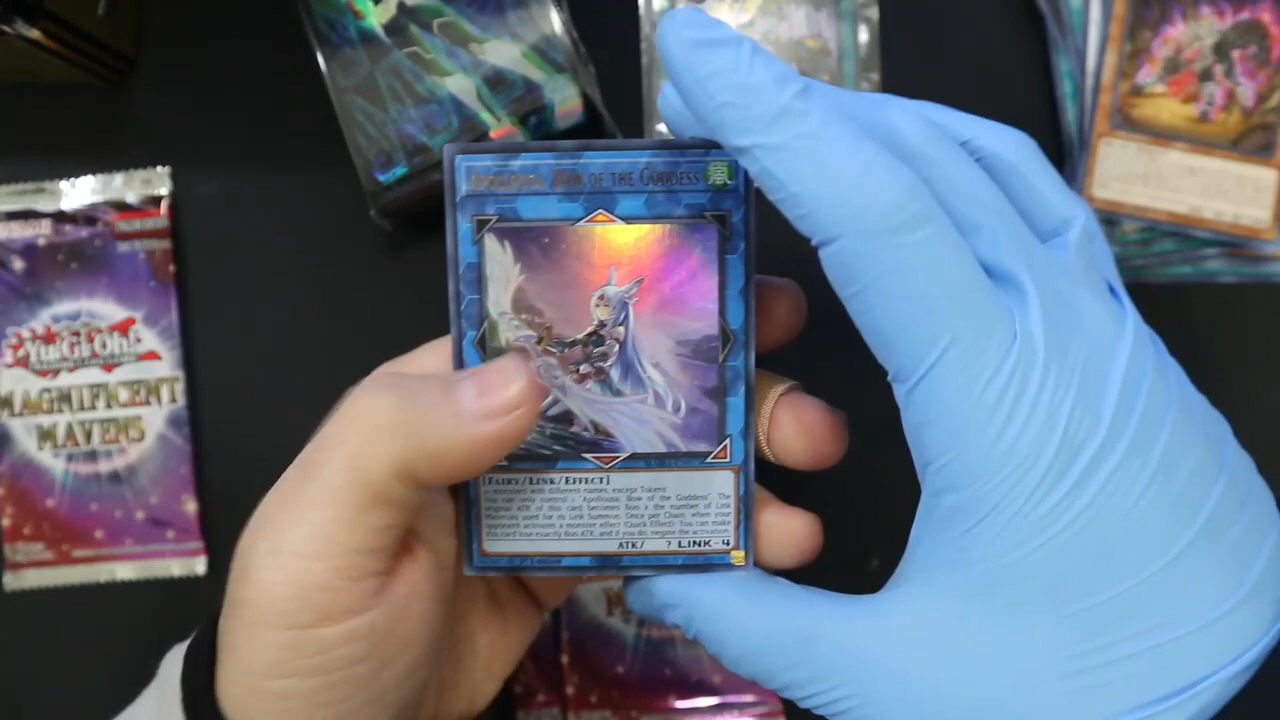 Apollousa, Bow of the Goddess
風
[Fairy/Link/Effect]
monsters with different names, except Tokens
You can only control 1 "Apollousa, Bow of the Goddess". The
original ATK of this card becomes 800 x the number of Link
Materials used for its Link Summon. Once per Chain, when your
opponent activates a monster effect (Quick Effect): You can make
this card lose exactly 800 ATK, and if you do, negate the activation.
ATK/ ? LINK-4
Yu-Gi-Oh!
MAGNIFICENT
MAVENS